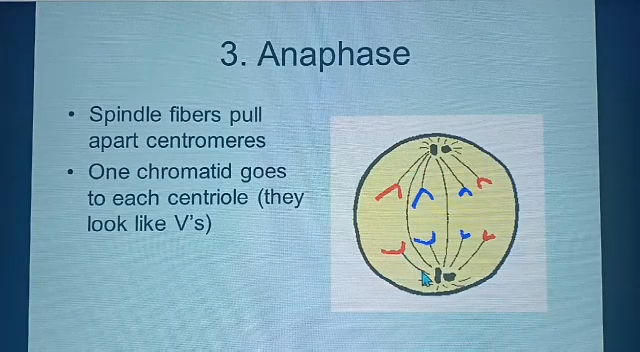 3. Anaphase
• Spindle fibers pull
apart centromeres
• One chromatid goes
to each centriole (they
look like V's)